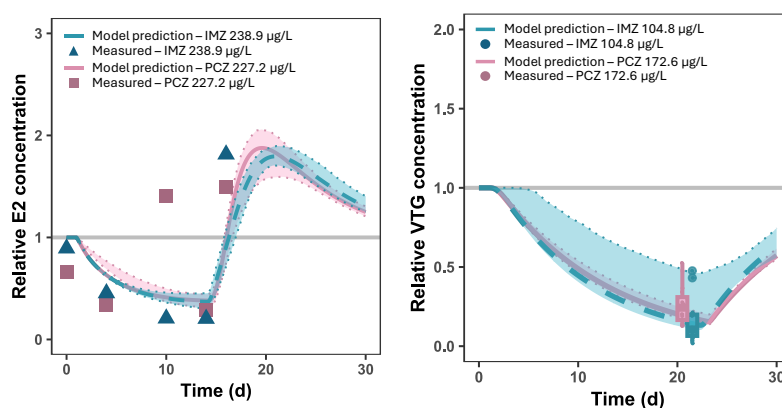 Model prediction – IMZ 238.9 µg/L
Measured – IMZ 238.9 µg/L
Model prediction – PCZ 227.2 µg/L
Measured – PCZ 227.2 µg/L
Relative E2 concentration
3
2
1
0
0 10 20 30
Time (d)
Model prediction – IMZ 104.8 µg/L
Measured – IMZ 104.8 µg/L
Model prediction – PCZ 172.6 µg/L
Measured – PCZ 172.6 µg/L
Relative VTG concentration
2.0
1.5
1.0
0.5
0.0
0 10 20 30
Time (d)